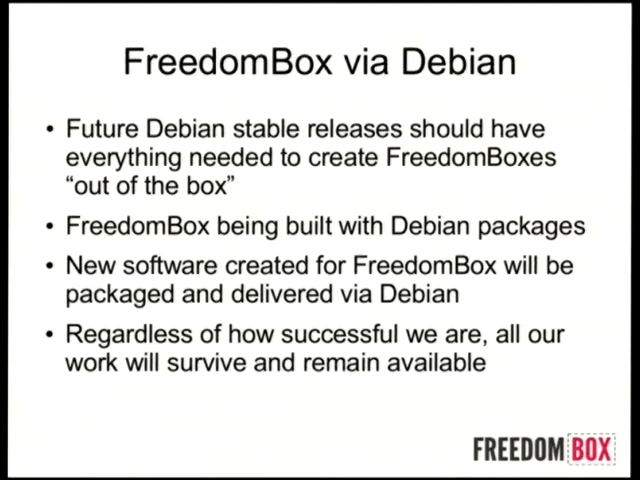 FreedomBox via Debian
• Future Debian stable releases should have
everything needed to create FreedomBoxes
“out of the box”
• FreedomBox being built with Debian packages
• New software created for FreedomBox will be
packaged and delivered via Debian
• Regardless of how successful we are, all our
work will survive and remain available
FREEDOMBOX